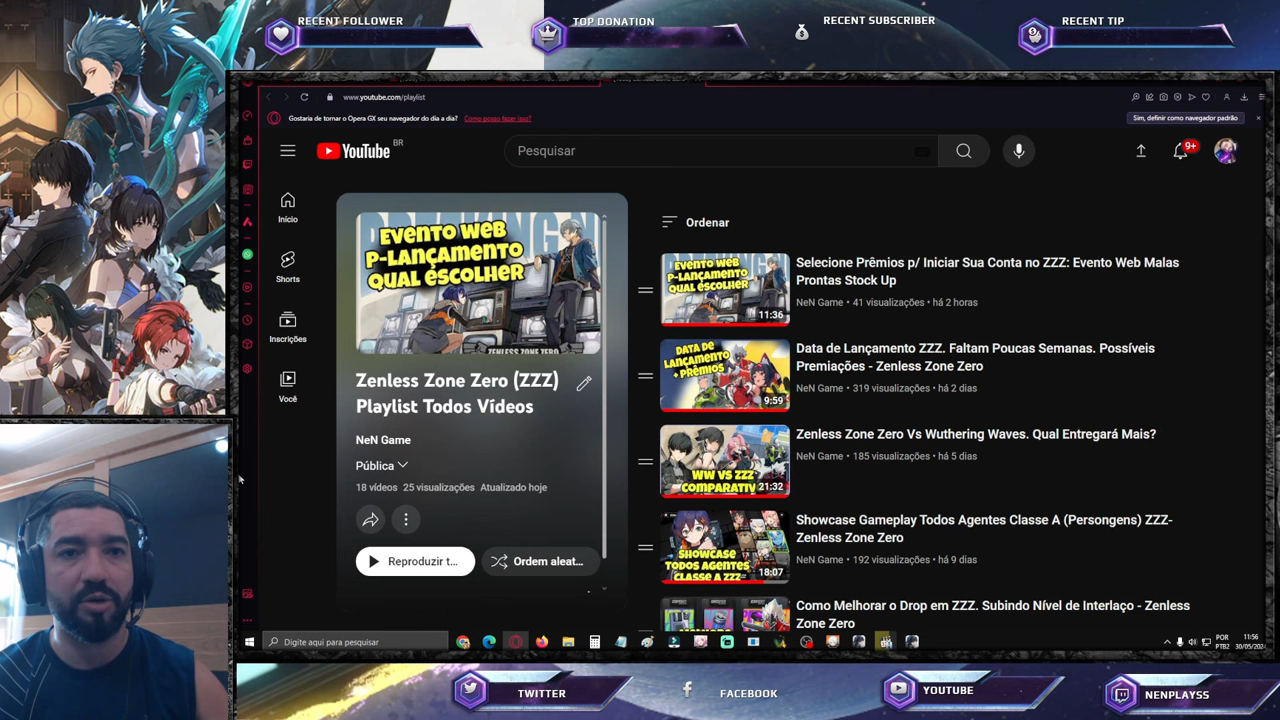 RECENT FOLLOWER
TOP DONATION
RECENT SUBSCRIBER
RECENT TIP
www.youtube.com/playlist
Gostaria de tornar o Opera GX seu navegador do dia a dia? Como posso fazer isso?
Sim, definir como navegador padrão
YouTube BR
Pesquisar
9+
Início
Shorts
Inscrições
Você
EVENTO WEB
P-LANÇAMENTO
QUAL ESCOLHER
ZENLESS ZONE ZERO
Zenless Zone Zero (ZZZ)
Playlist Todos Vídeos
NeN Game
Pública
18 vídeos 25 visualizações Atualizado hoje
Reproduzir t...
Ordem aleat...
Ordenar
EVENTO WEB
P-LANÇAMENTO
QUAL ESCOLHER
11:36
Selecione Prêmios p/ Iniciar Sua Conta no ZZZ: Evento Web Malas
Prontas Stock Up
NeN Game • 41 visualizações • há 2 horas
DATA DE
LANÇAMENTO
+ PRÊMIOS
9:59
Data de Lançamento ZZZ. Faltam Poucas Semanas. Possíveis
Premiações - Zenless Zone Zero
NeN Game • 319 visualizações • há 2 dias
WW VS ZZZ
COMPARATIV
21:32
Zenless Zone Zero Vs Wuthering Waves. Qual Entregará Mais?
NeN Game • 185 visualizações • há 5 dias
SHOWCASE
TODOS AGENTES
CLASSE A ZZZ
18:07
Showcase Gameplay Todos Agentes Classe A (Persongens) ZZZ-
Zenless Zone Zero
NeN Game • 192 visualizações • há 9 dias
Como Melhorar o Drop em ZZZ. Subindo Nível de Interlaço - Zenless
Zone Zero
Digite aqui para pesquisar
POR
PTB2
11:56
30/05/202
TWITTER
FACEBOOK
YOUTUBE
NENPLAYSS